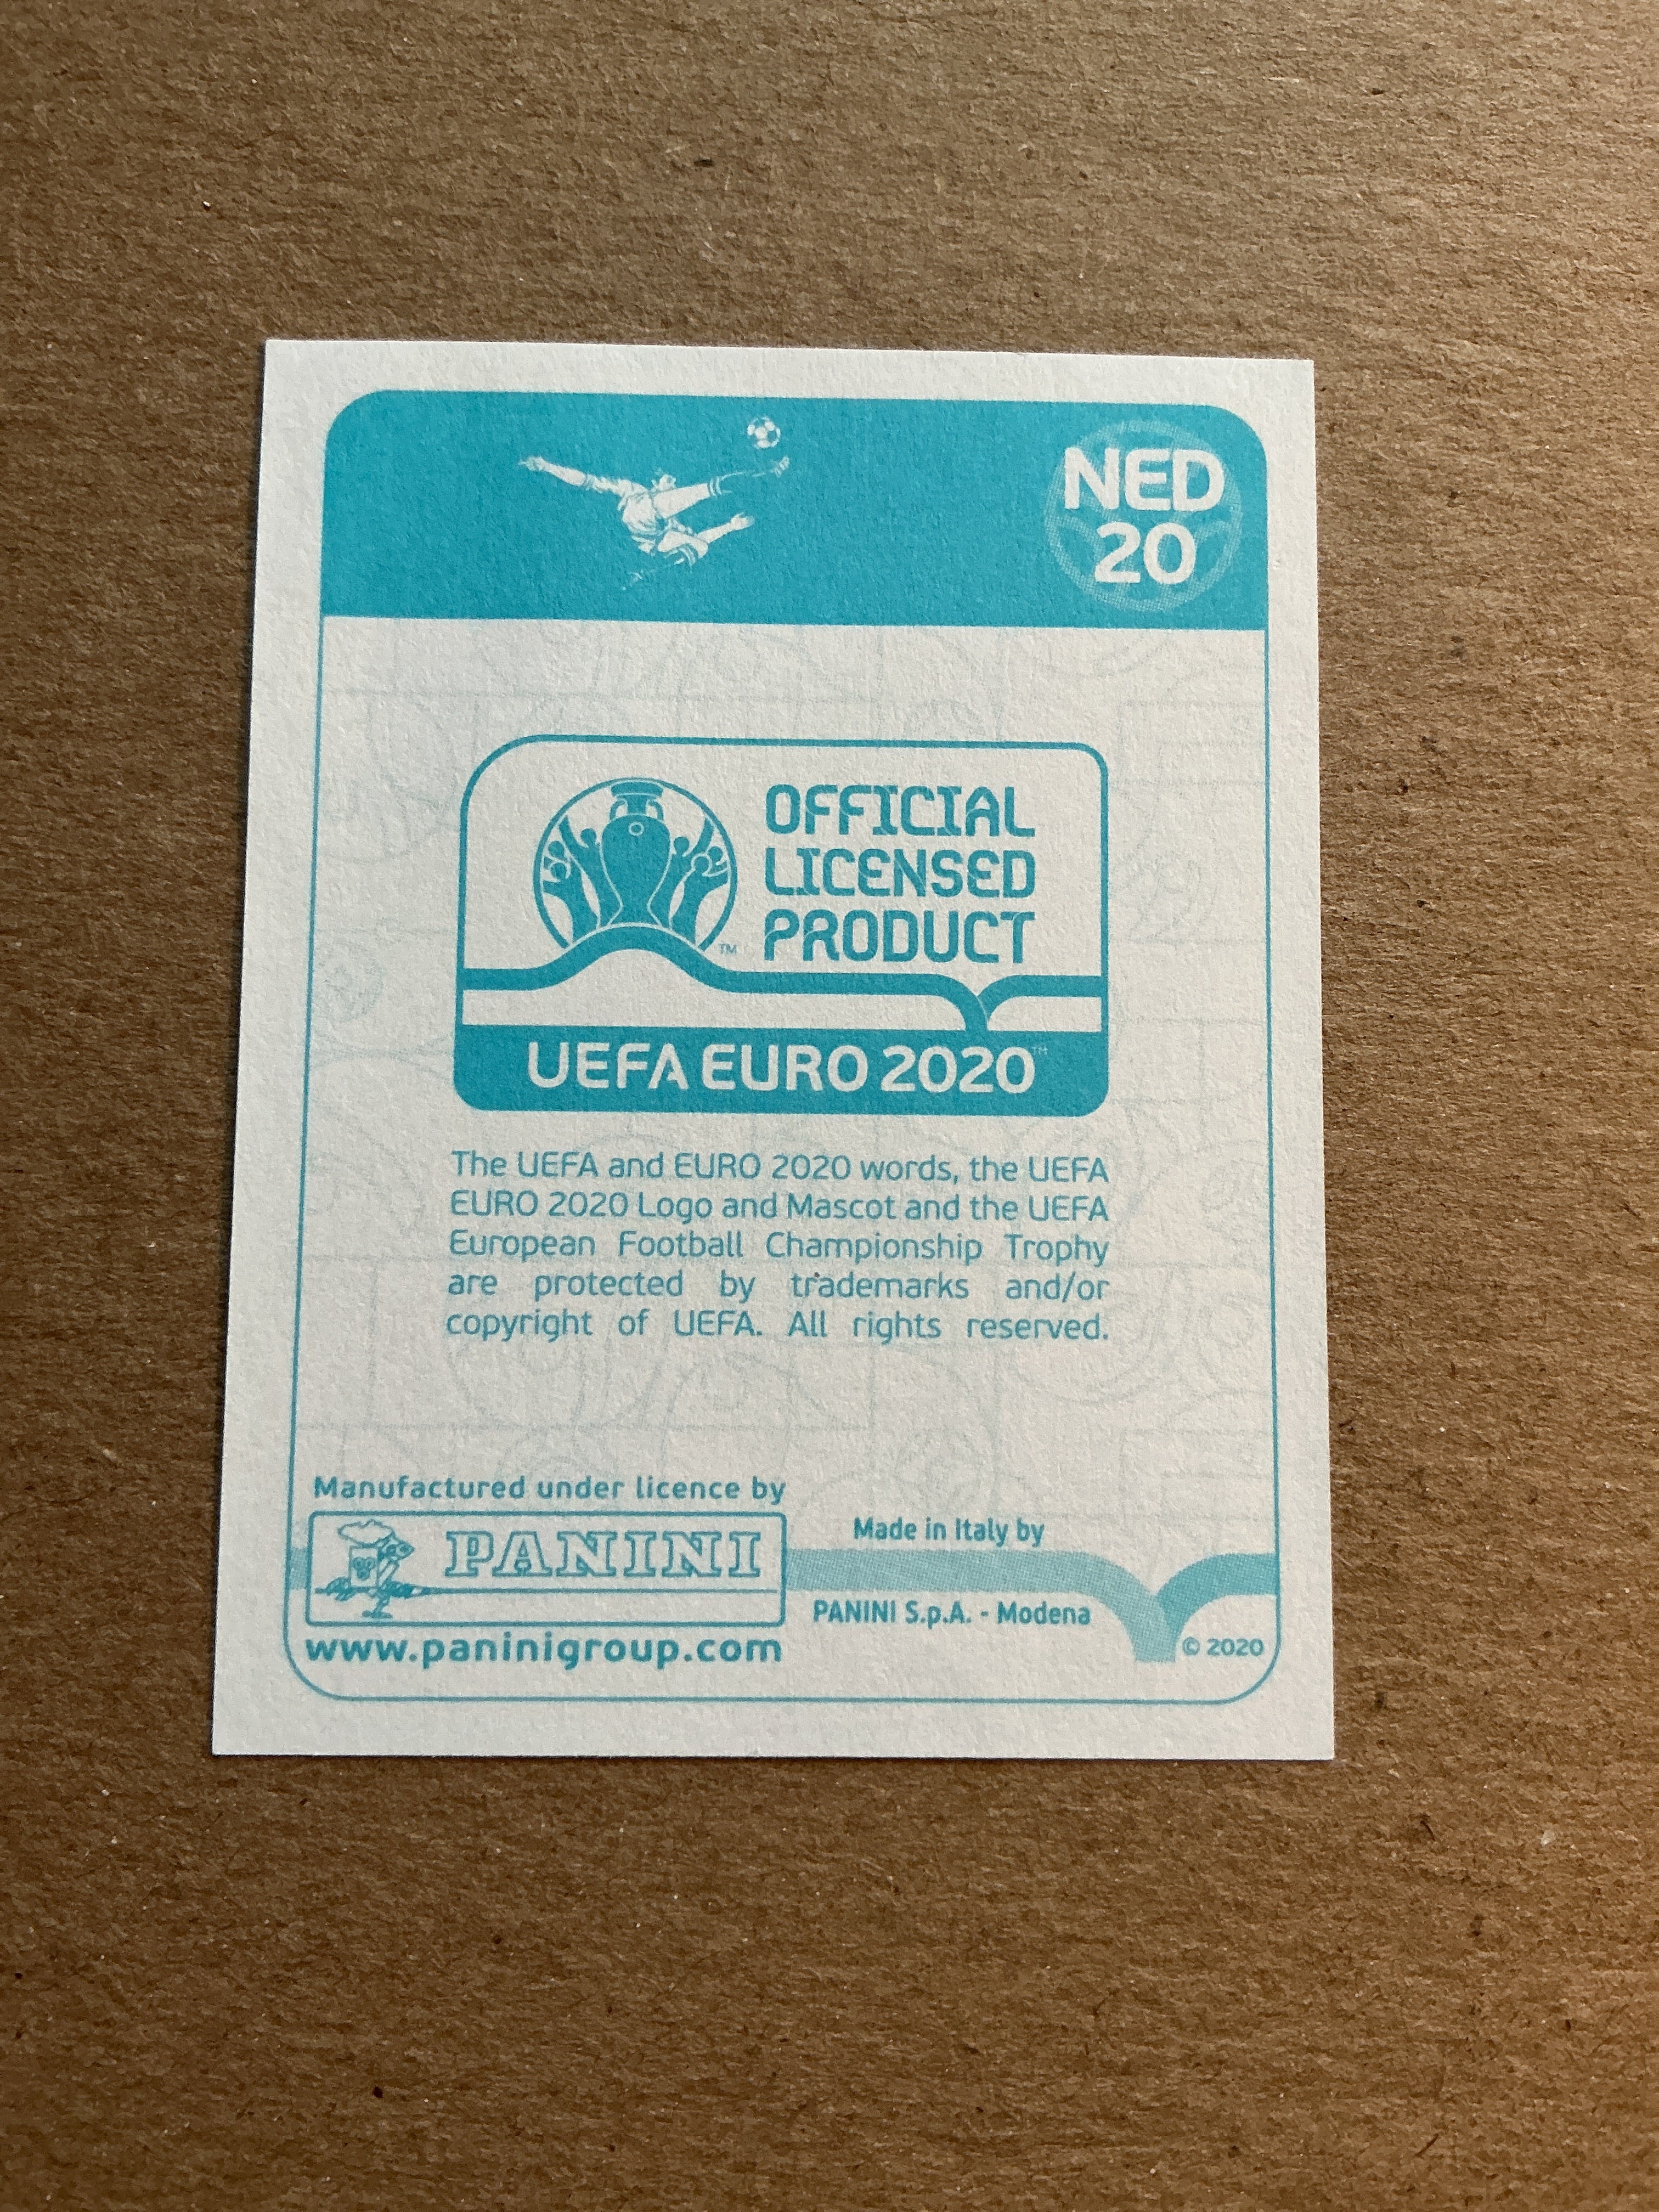 NED
20
OFFICIAL
LICENSED
PRODUCT
™
UEFA EURO 2020™
The UEFA and EURO 2020 words, the UEFA
EURO 2020 Logo and Mascot and the UEFA
European Football Championship Trophy
are protected by trademarks and/or
copyright of UEFA. All rights reserved.
Manufactured under licence by
PANINI
www.paninigroup.com
Made in Italy by
PANINI S.p.A. - Modena
© 2020